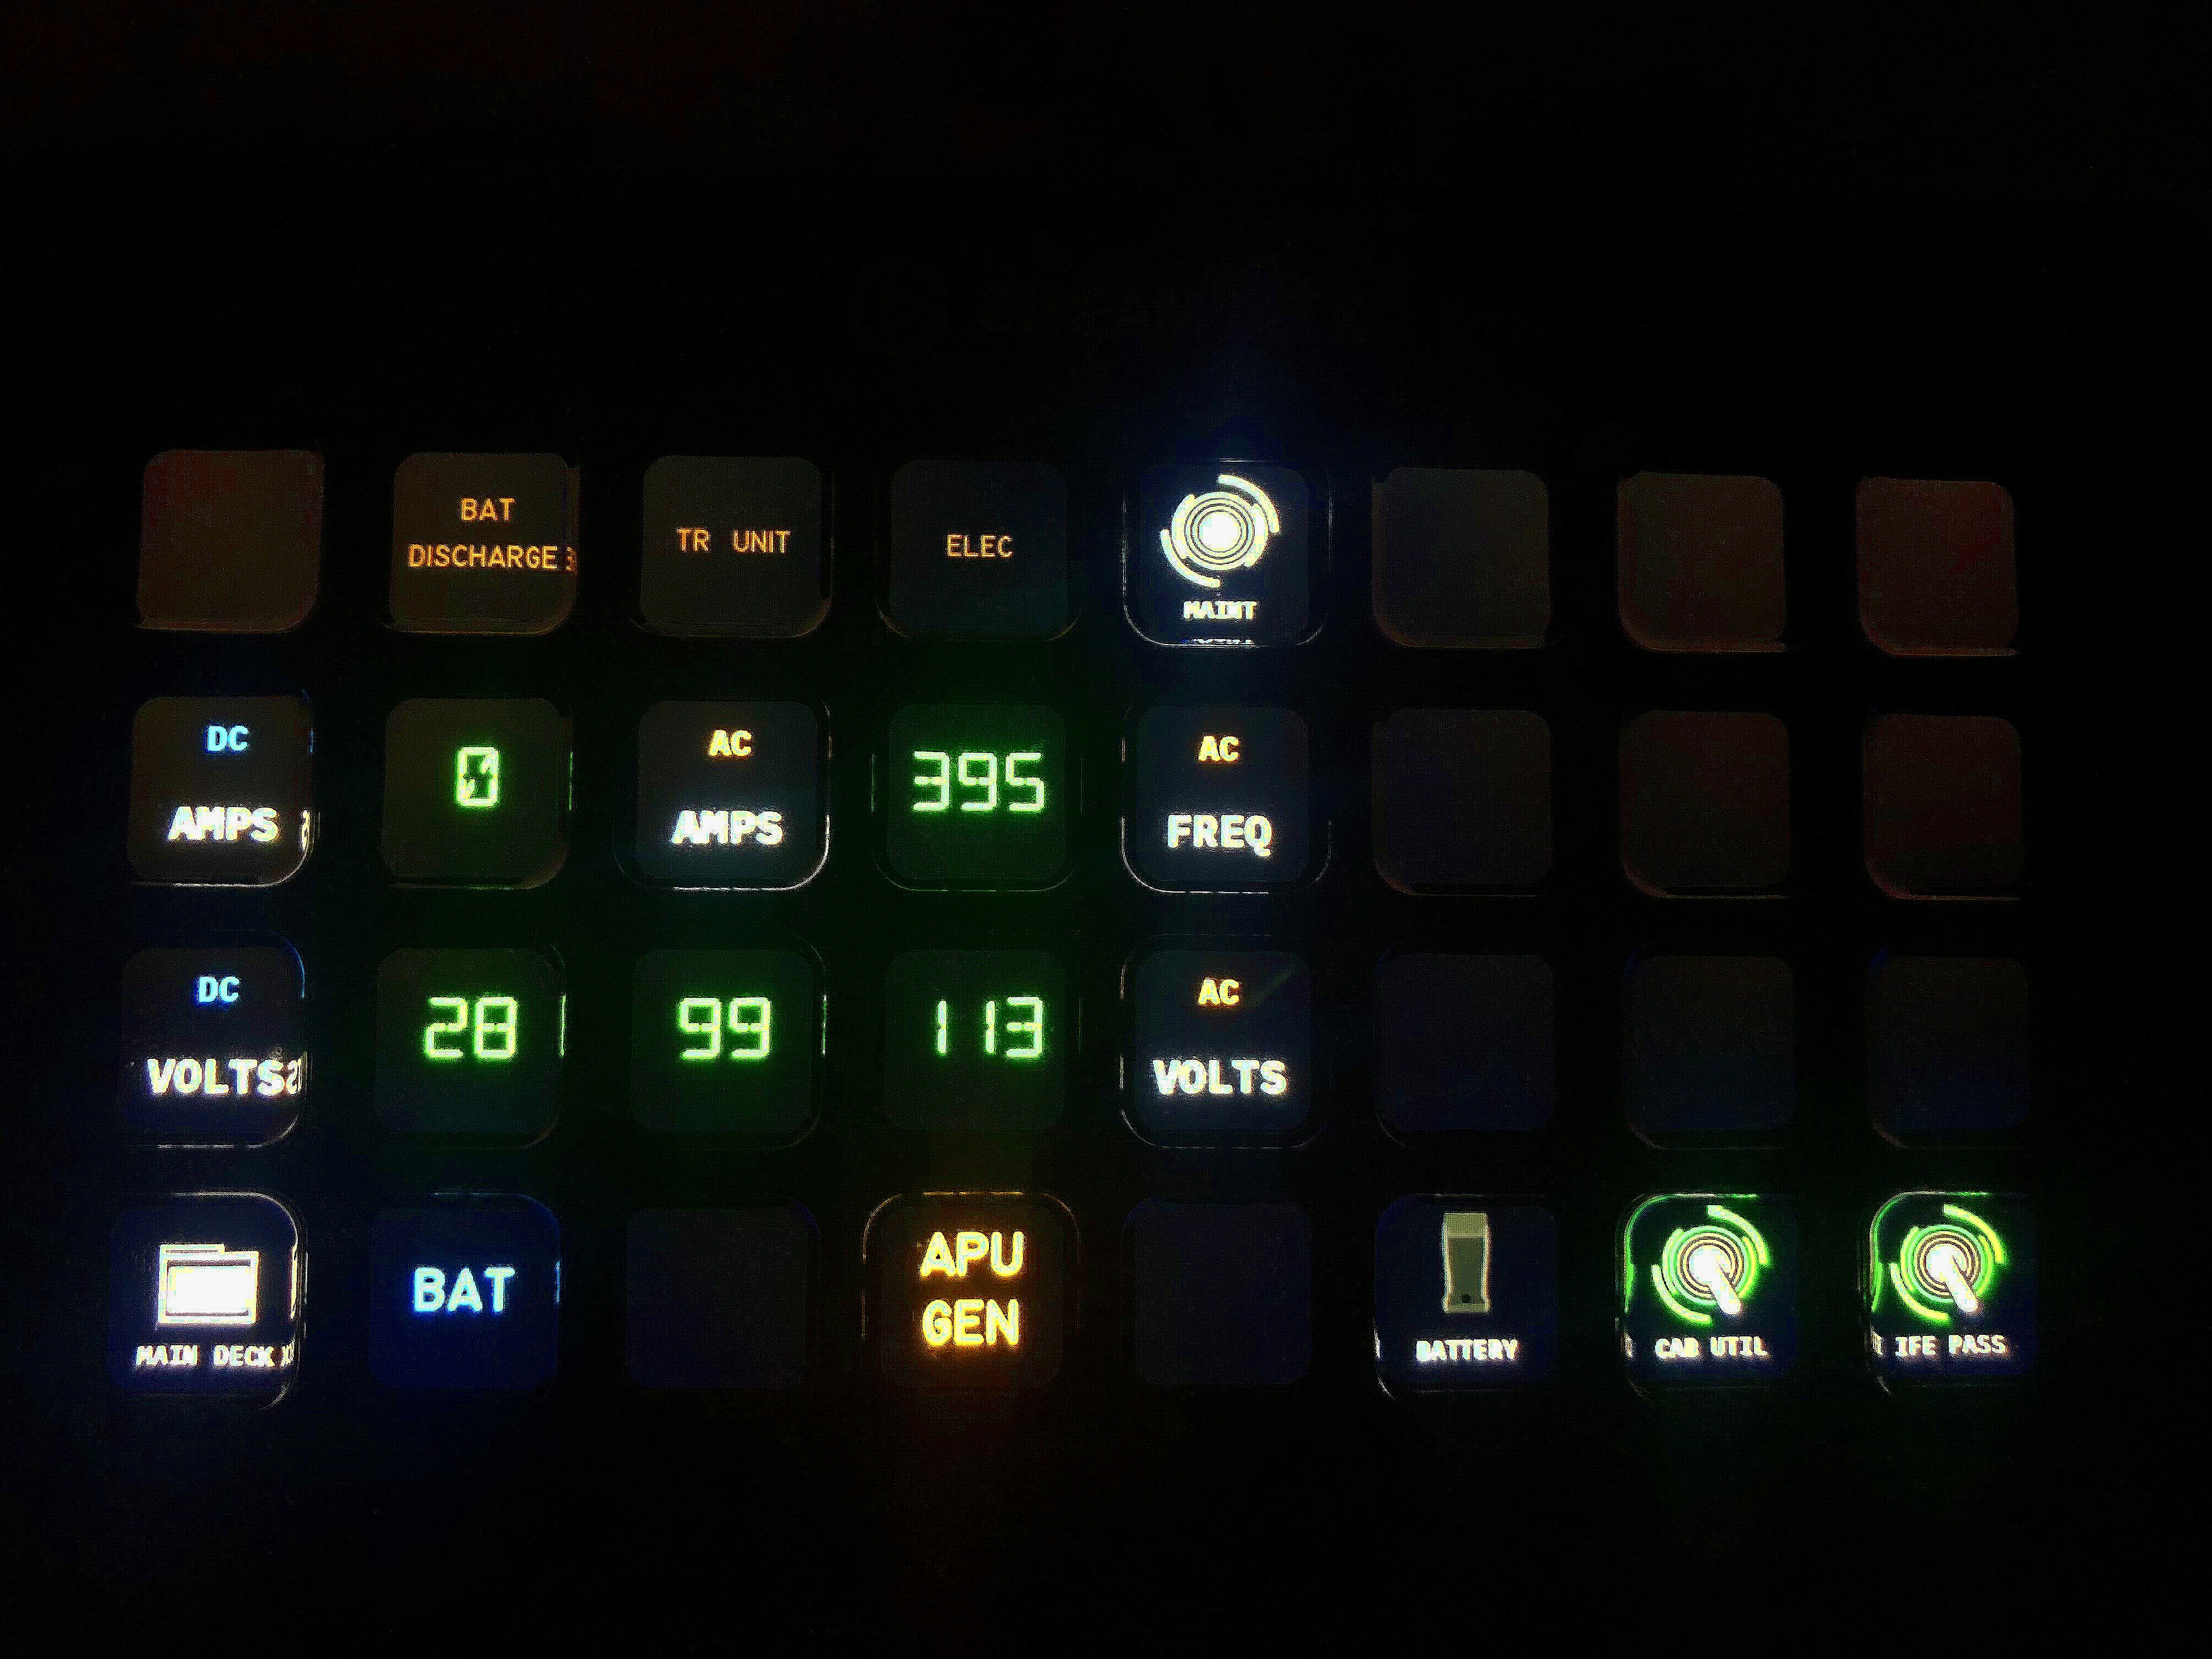 BAT
DISCHARGE
TR UNIT
ELEC
MAINT
DC
AMPS
0
AC
AMPS
395
AC
FREQ
DC
VOLTS
28
99
113
AC
VOLTS
MAIN DECK
BAT
APU
GEN
BATTERY
CAB UTIL
IFE PASS